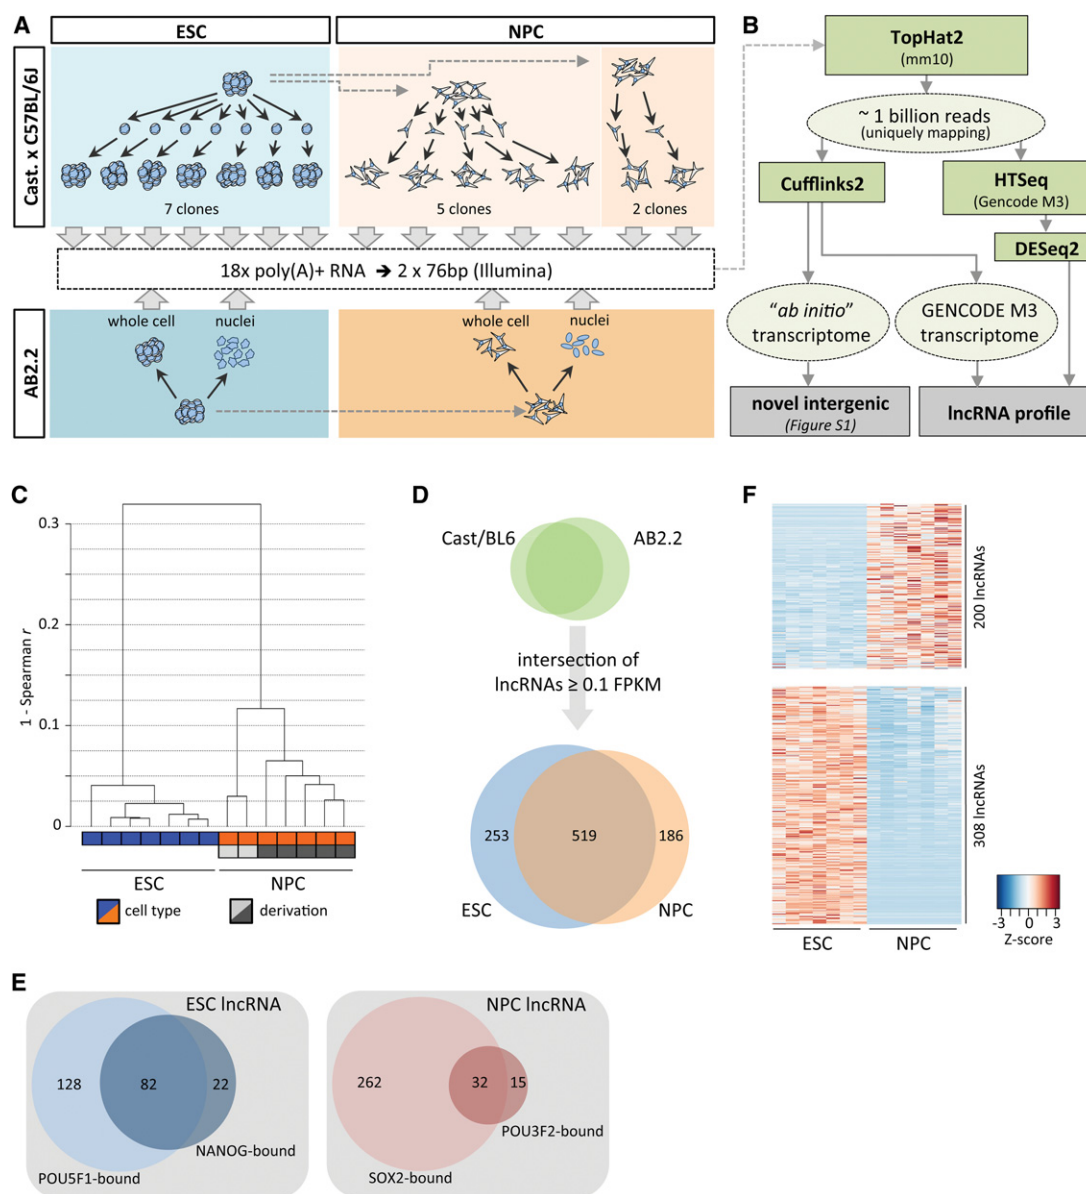 A
ESC
NPC
Cast. x C57BL/6J
7 clones
5 clones
2 clones
18x poly(A)+ RNA ➔ 2 x 76bp (Illumina)
AB2.2
whole cell
nuclei
whole cell
nuclei
B
TopHat2
(mm10)
~ 1 billion reads
(uniquely mapping)
Cufflinks2
HTSeq
(Gencode M3)
DESeq2
“ab initio”
transcriptome
GENCODE M3
transcriptome
novel intergenic
(Figure S1)
lncRNA profile
C
1 - Spearman r
0.3
0.2
0.1
0
ESC
NPC
cell type
derivation
D
Cast/BL6
AB2.2
intersection of
lncRNAs ≥ 0.1 FPKM
253
519
186
ESC
NPC
F
200 lncRNAs
308 lncRNAs
ESC
NPC
-3
0
3
Z-score
E
ESC lncRNA
128
82
22
NANOG-bound
POU5F1-bound
NPC lncRNA
262
32
15
POU3F2-bound
SOX2-bound